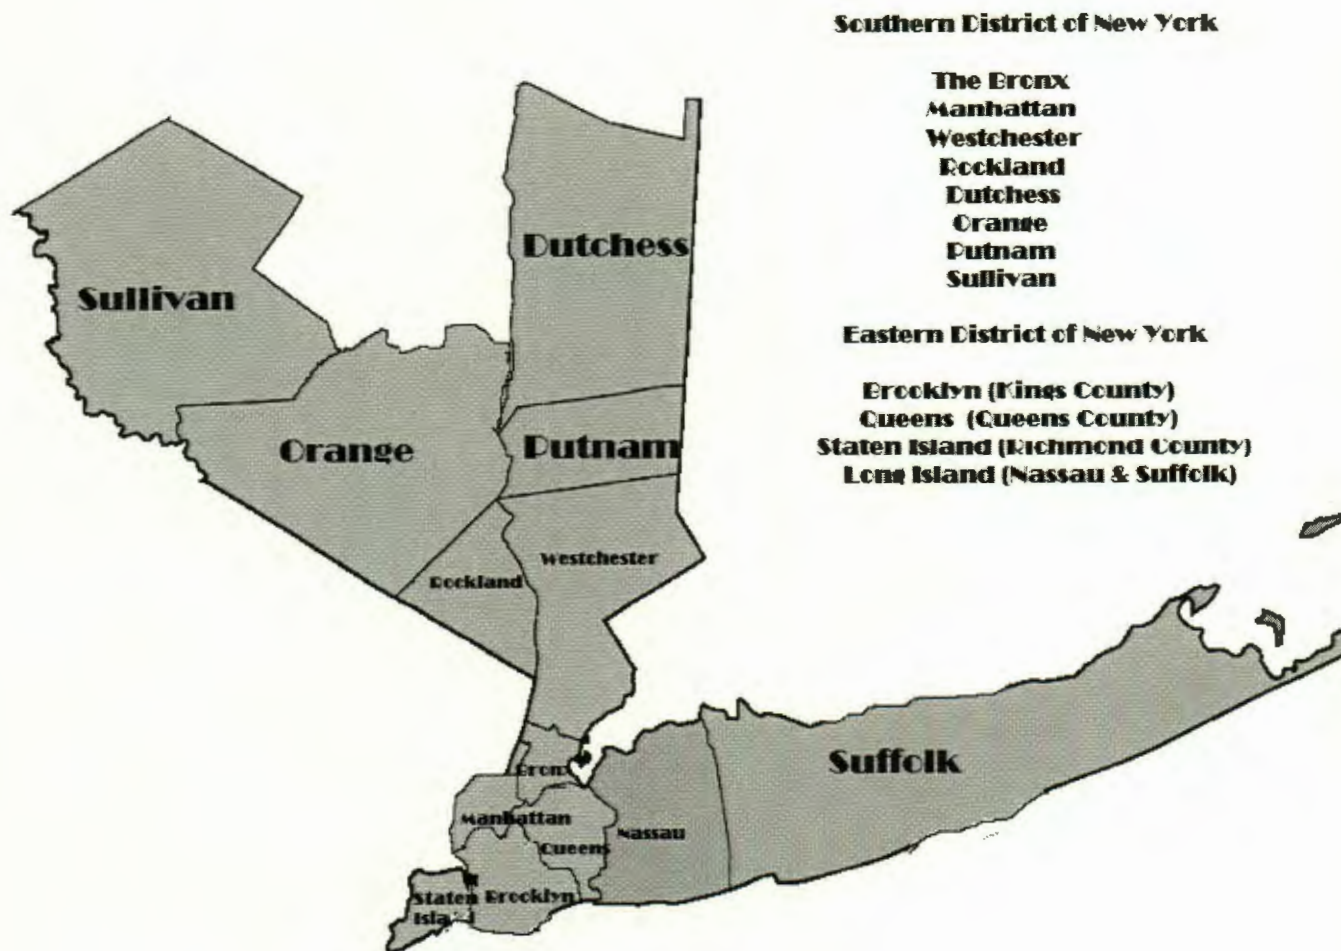 Southern District of New York
The Bronx
Manhattan
Westchester
Rockland
Dutchess
Orange
Putnam
Sullivan
Eastern District of New York
Brooklyn (Kings County)
Queens (Queens County)
Staten Island (Richmond County)
Long Island (Nassau & Suffolk)
Dutchess
Sullivan
Orange
Putnam
Westchester
Rockland
Suffolk
Bronx
Manhattan
Nassau
Queens
Staten
Island
Brooklyn